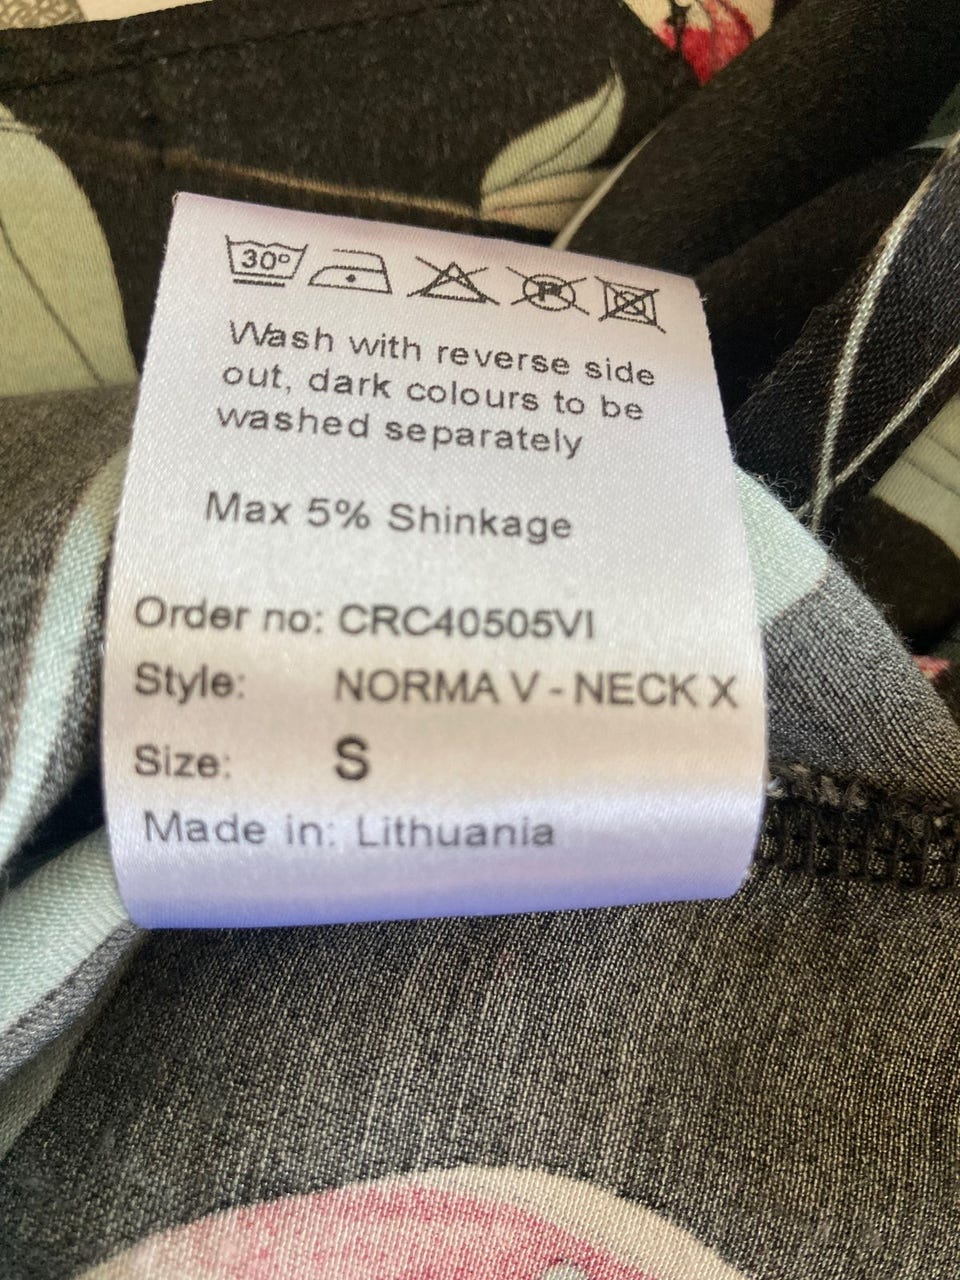 30°
P
Wash with reverse side
out, dark colours to be
washed separately
Max 5% Shinkage
Order no: CRC40505VI
Style: NORMA V - NECK X
Size: S
Made in: Lithuania